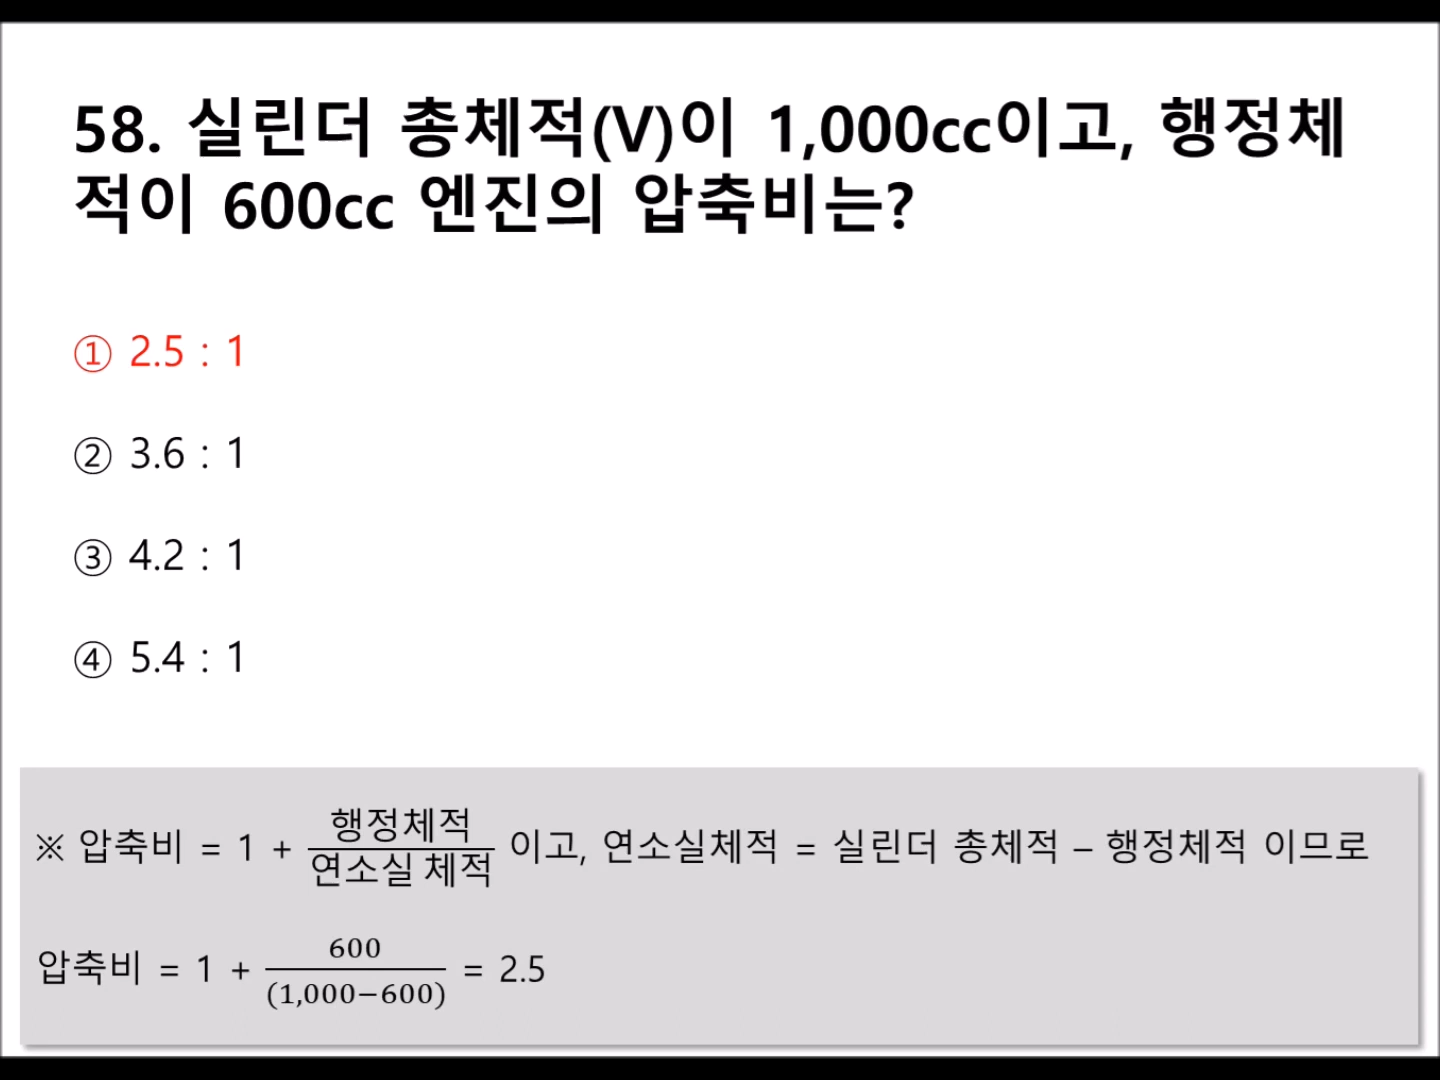 58. 실린더 총체적(V)이 1,000cc이고, 행정체
적이 600cc 엔진의 압축비는?
① 2.5 : 1
② 3.6 : 1
③ 4.2 : 1
④ 5.4 : 1
※ 압축비 = 1 + 행정체적/연소실 체적 이고, 연소실체적 = 실린더 총체적 – 행정체적 이므로
압축비 = 1 + 600/(1,000−600) = 2.5